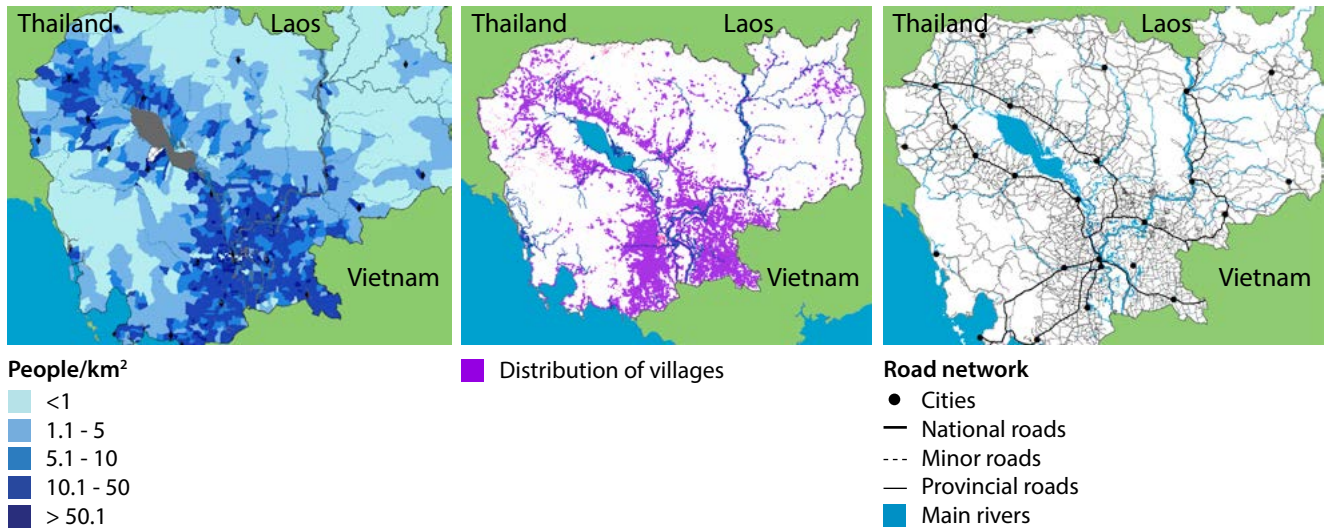 Thailand
Laos
Vietnam
People/km²
<1
1.1 - 5
5.1 - 10
10.1 - 50
> 50.1
Thailand
Laos
Vietnam
Distribution of villages
Thailand
Laos
Vietnam
Road network
Cities
National roads
Minor roads
Provincial roads
Main rivers